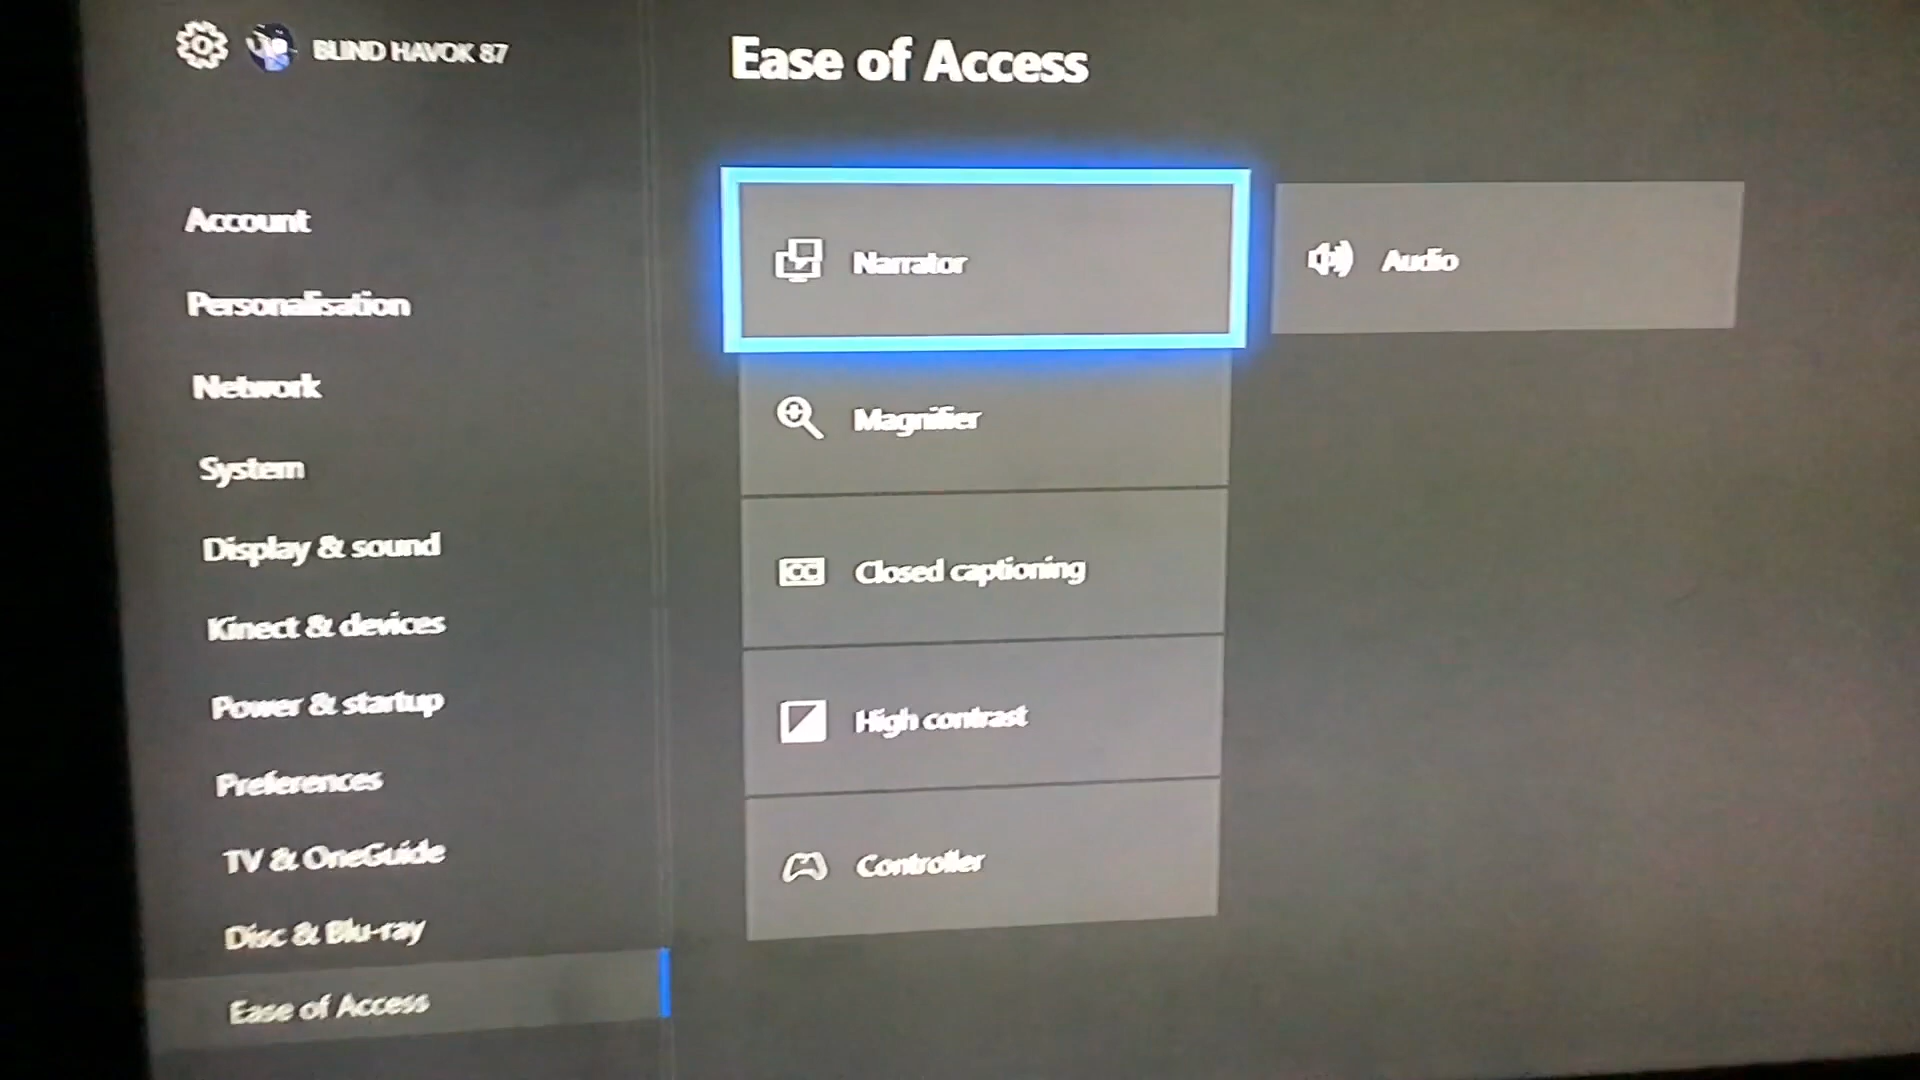 BLIND HAVOK 87
Account
Personalisation
Network
System
Display & sound
Kinect & devices
Power & startup
Preferences
TV & OneGuide
Disc & Blu-ray
Ease of Access
Ease of Access
Narrator
Audio
Magnifier
CC Closed captioning
High contrast
Controller